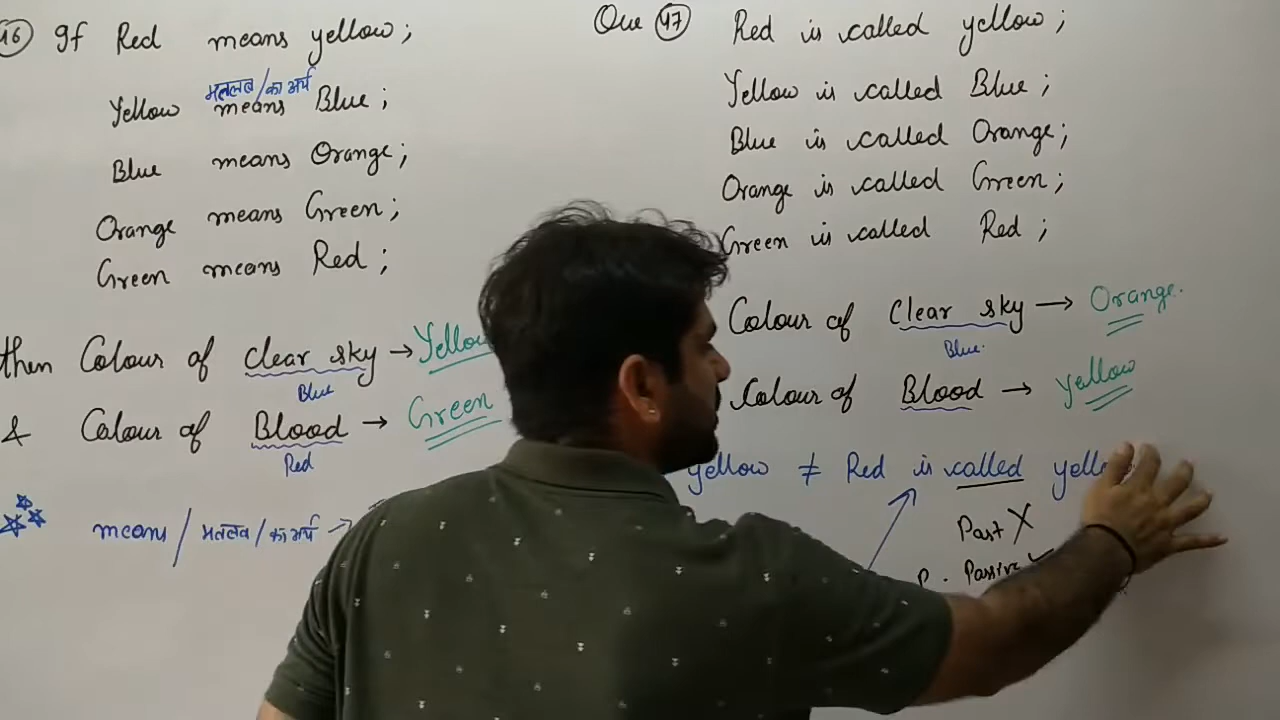 46 If Red means yellow;
Yellow means Blue;
मतलब/का अर्थ
Blue means Orange;
Orange means Green;
Green means Red;
then Colour of clear sky → Yellow
Blue
& Colour of Blood → Green
Red
means / मतलब / का अर्थ →
Que 47 Red is called yellow;
Yellow is called Blue;
Blue is called Orange;
Orange is called Green;
Green is called Red;
Colour of Clear sky → Orange.
Blue.
Colour of Blood → yellow
yellow ≠ Red is called
Past X
P. Passive ✓